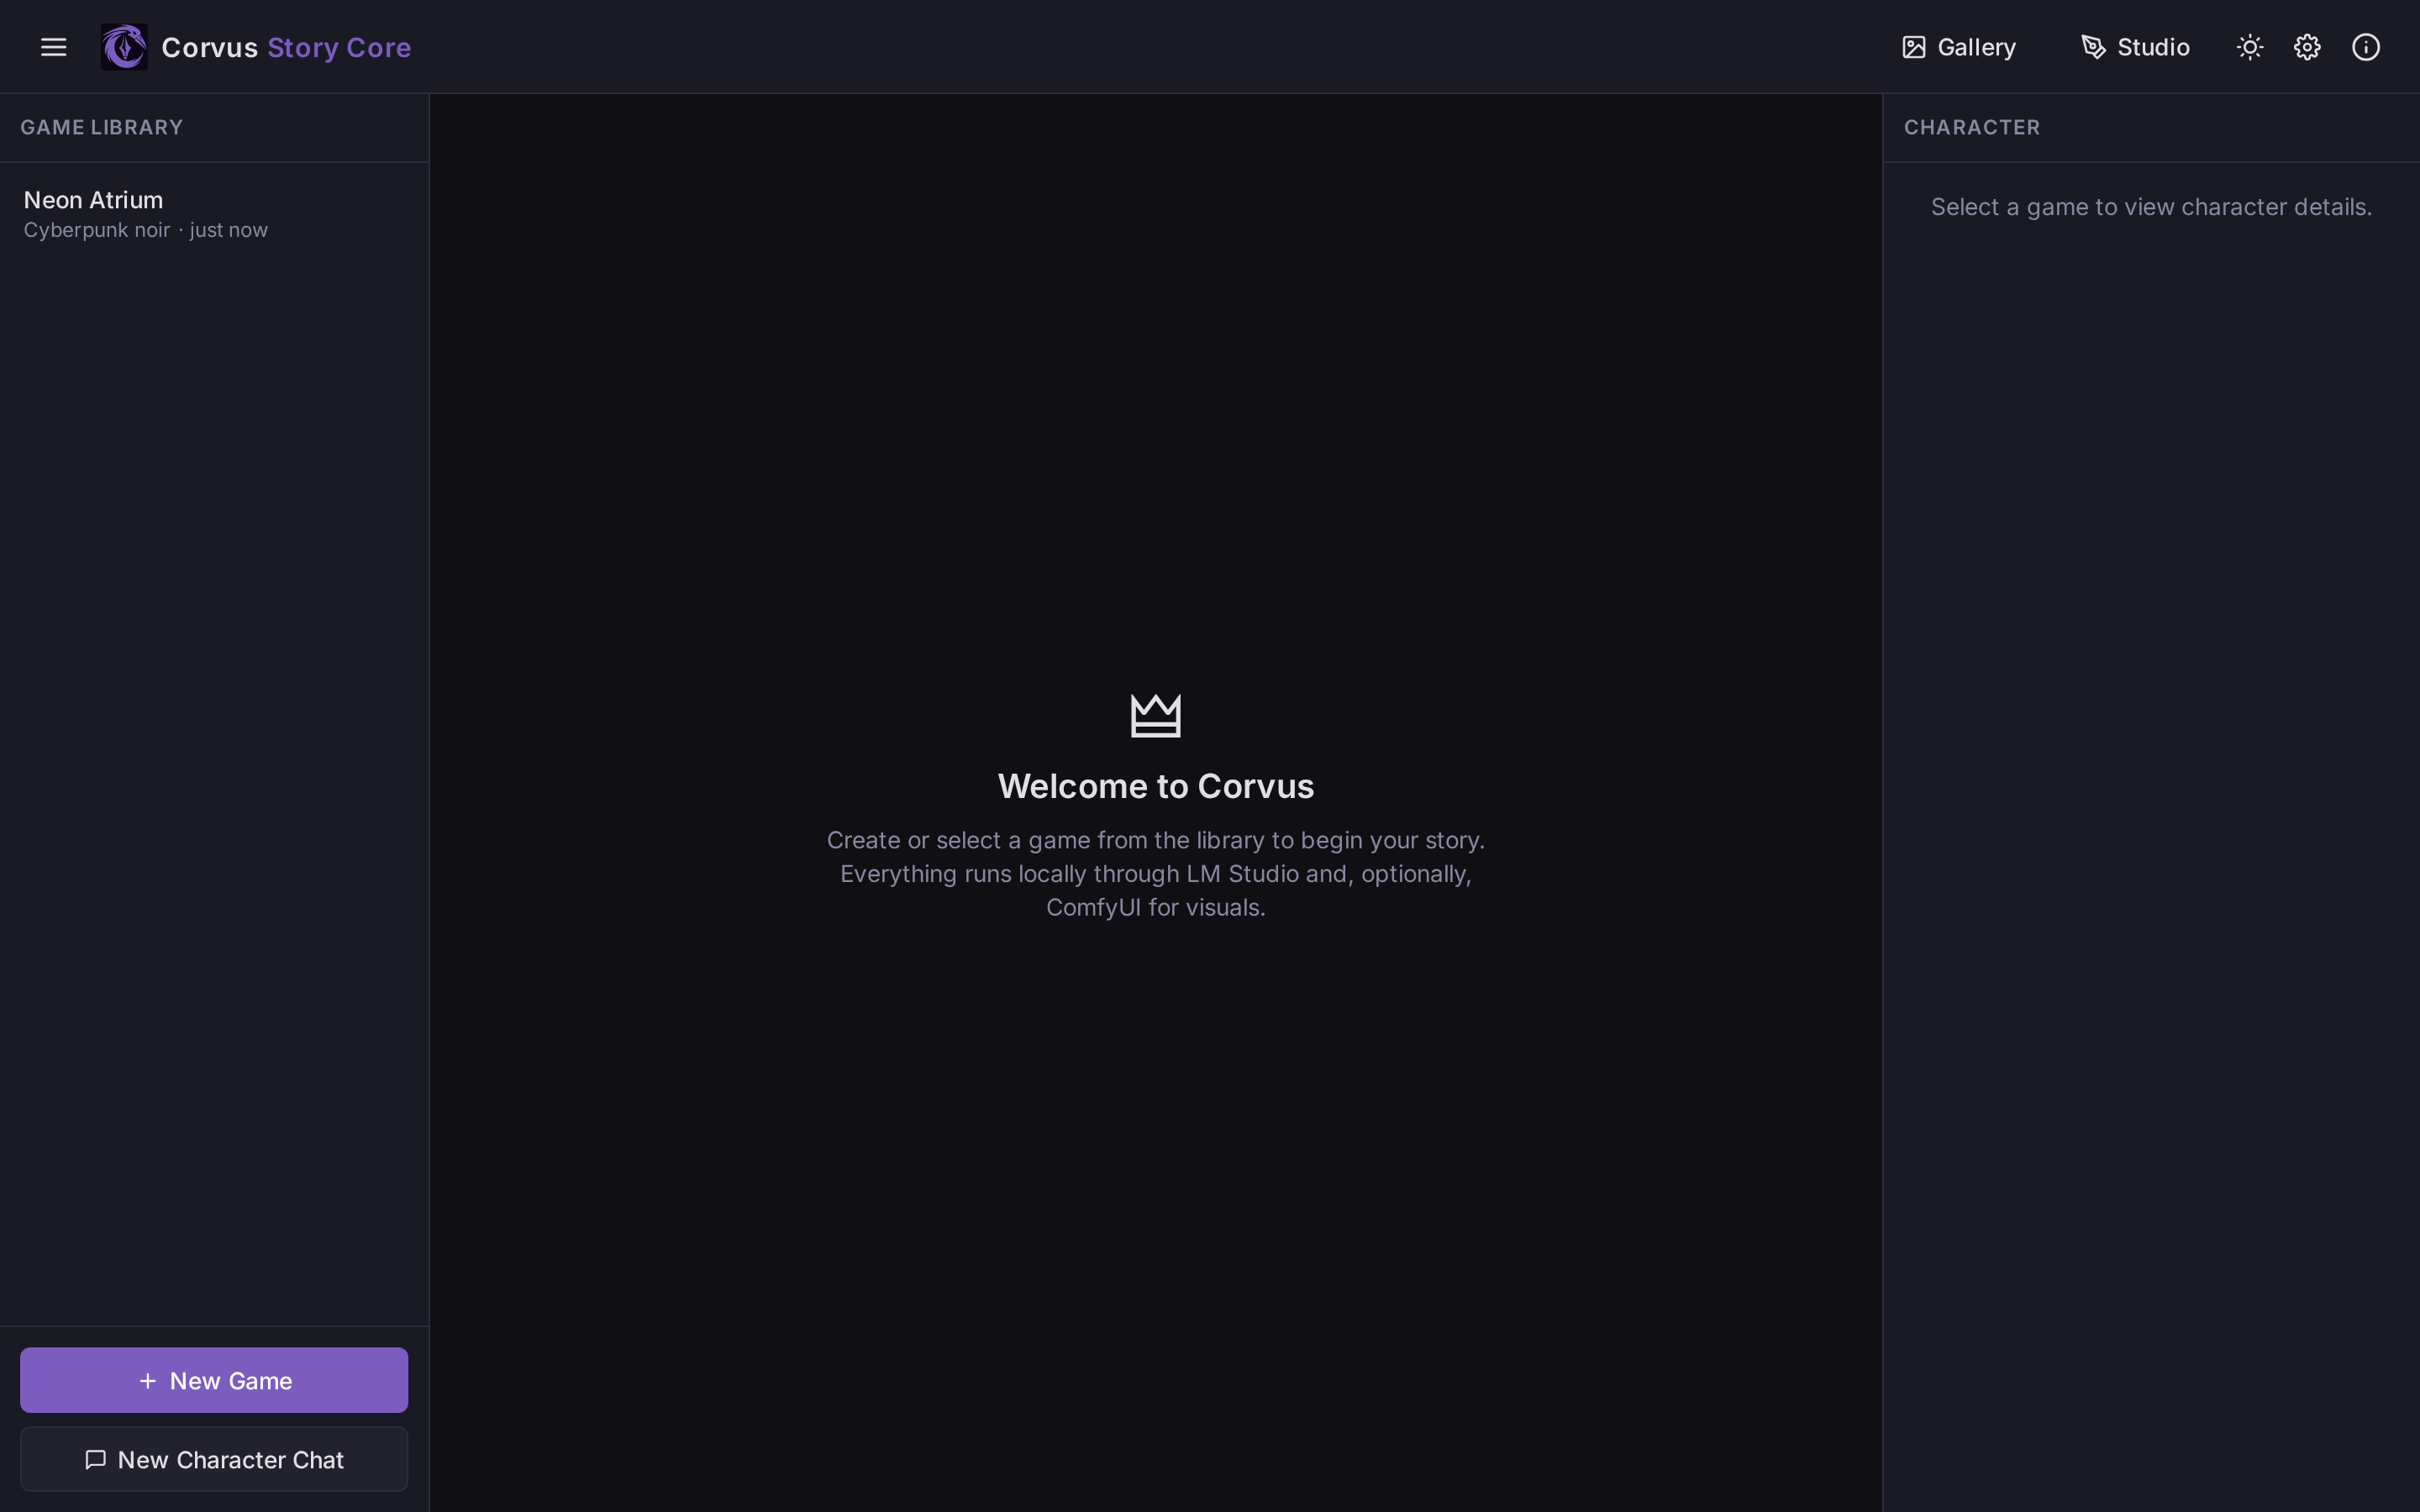 Corvus Story Core
Gallery
Studio
GAME LIBRARY
Neon Atrium
Cyberpunk noir · just now
Welcome to Corvus
Create or select a game from the library to begin your story.
Everything runs locally through LM Studio and, optionally,
ComfyUI for visuals.
CHARACTER
Select a game to view character details.
+ New Game
New Character Chat